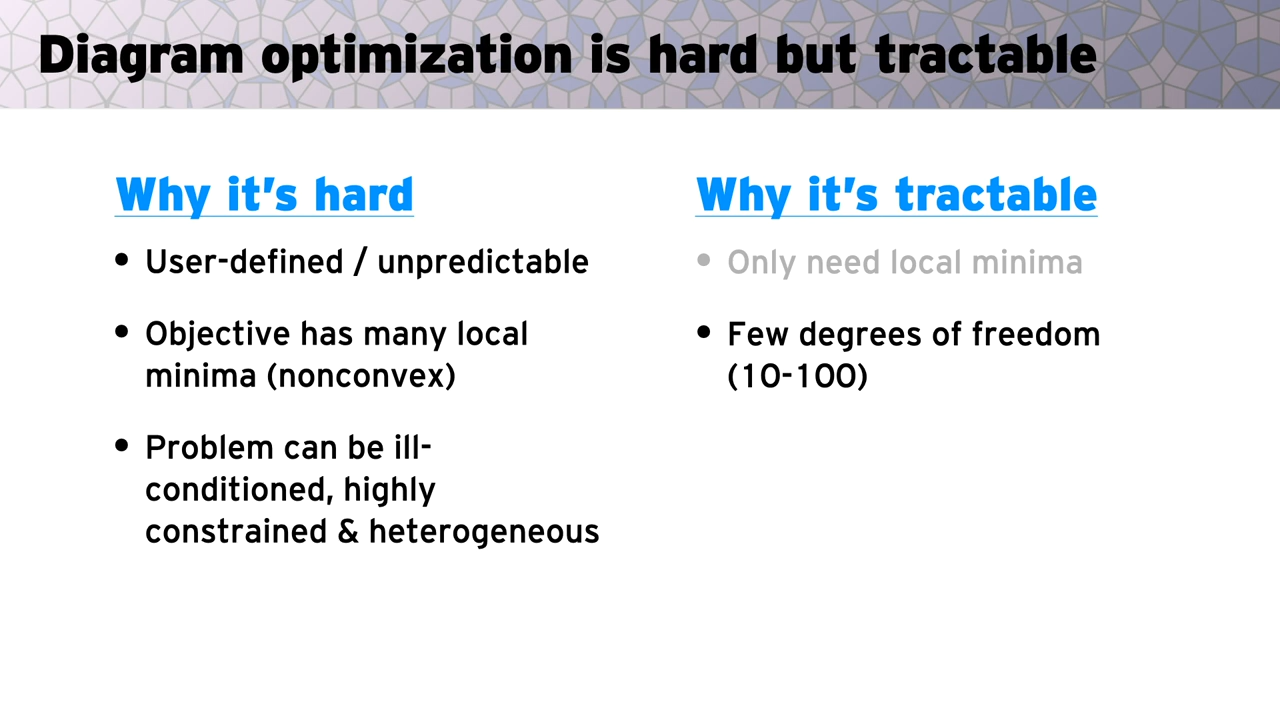 Diagram optimization is hard but tractable
Why it's hard
• User-defined / unpredictable
• Objective has many local
minima (nonconvex)
• Problem can be ill-
conditioned, highly
constrained & heterogeneous
Why it's tractable
• Only need local minima
• Few degrees of freedom
(10-100)